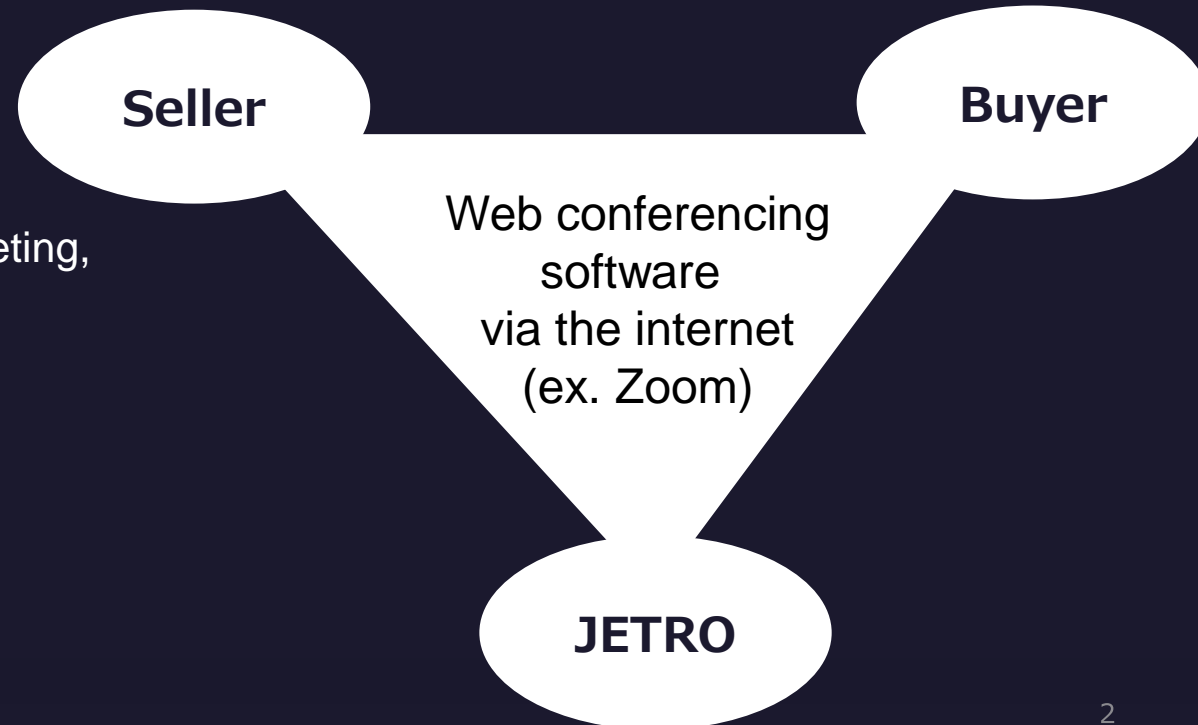 Seller
Buyer
eting,
Web conferencing
software
via the internet
(ex. Zoom)
JETRO
2